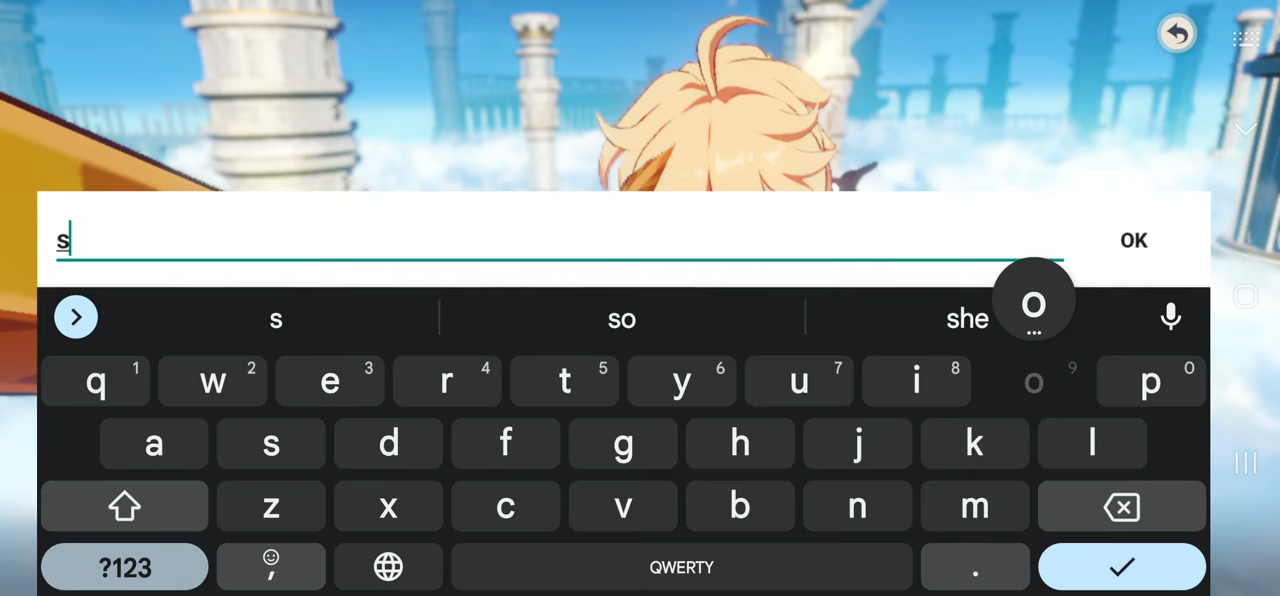 s
OK
s so she o
q 1 w 2 e 3 r 4 t 5 y 6 u 7 i 8 o 9 p 0
a s d f g h j k l
z x c v b n m
?123 , QWERTY .